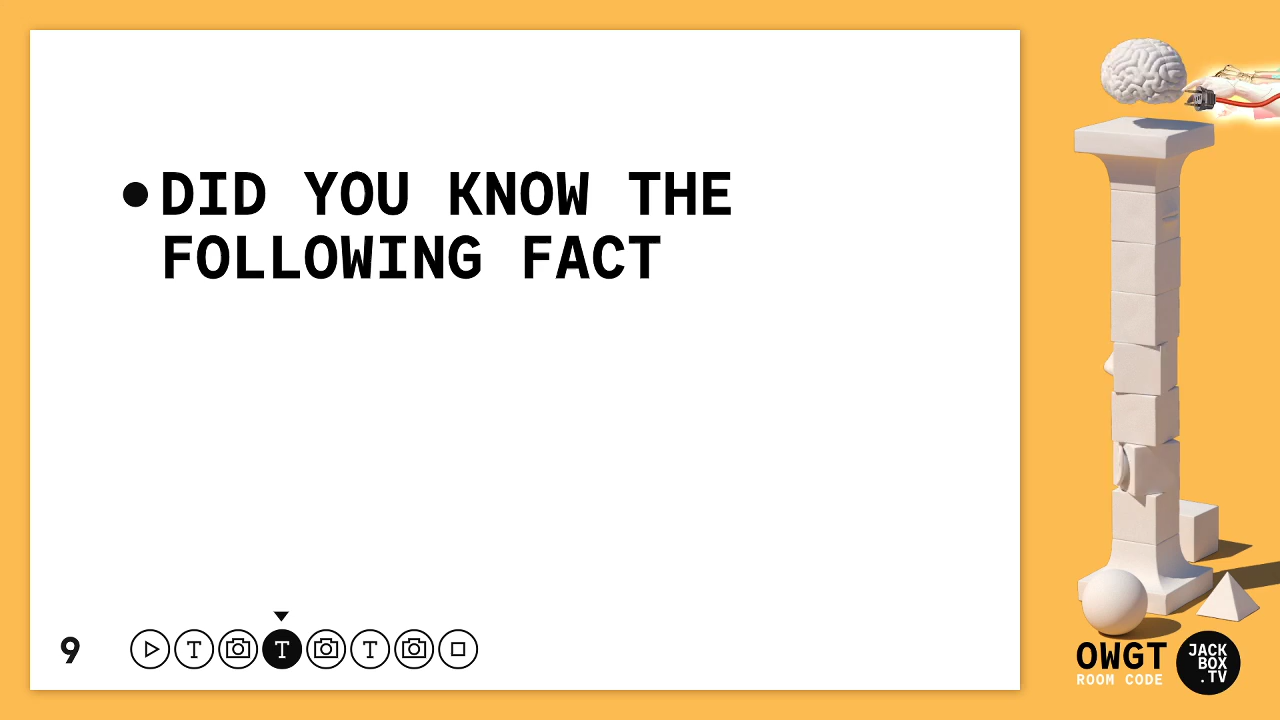 •DID YOU KNOW THE
FOLLOWING FACT
9
T
T
T
OWGT
ROOM CODE
JACK
BOX
.TV